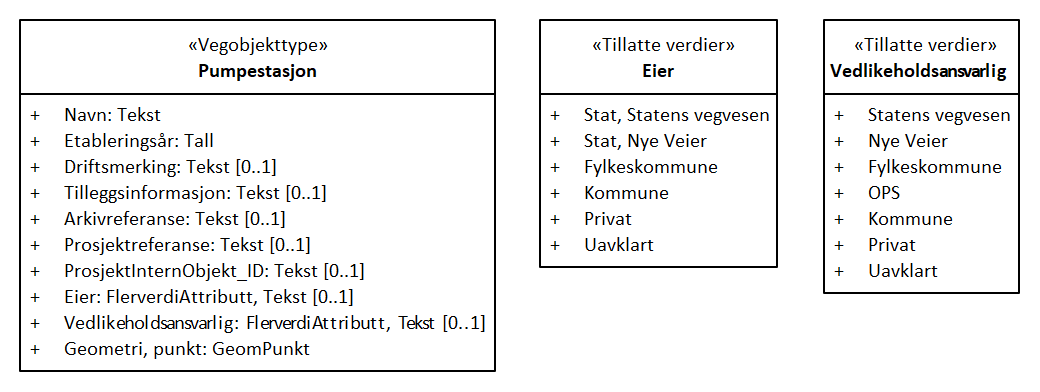 «Vegobjekttype»
Pumpestasjon
+ Navn: Tekst
+ Etableringsår: Tall
+ Driftsmerking: Tekst [0..1]
+ Tilleggsinformasjon: Tekst [0..1]
+ Arkivreferanse: Tekst [0..1]
+ Prosjektreferanse: Tekst [0..1]
+ ProsjektInternObjekt_ID: Tekst [0..1]
+ Eier: FlerverdiAttributt, Tekst [0..1]
+ Vedlikeholdsansvarlig: FlerverdiAttributt, Tekst [0..1]
+ Geometri, punkt: GeomPunkt
«Tillatte verdier»
Eier
+ Stat, Statens vegvesen
+ Stat, Nye Veier
+ Fylkeskommune
+ Kommune
+ Privat
+ Uavklart
«Tillatte verdier»
Vedlikeholdsansvarlig
+ Statens vegvesen
+ Nye Veier
+ Fylkeskommune
+ OPS
+ Kommune
+ Privat
+ Uavklart